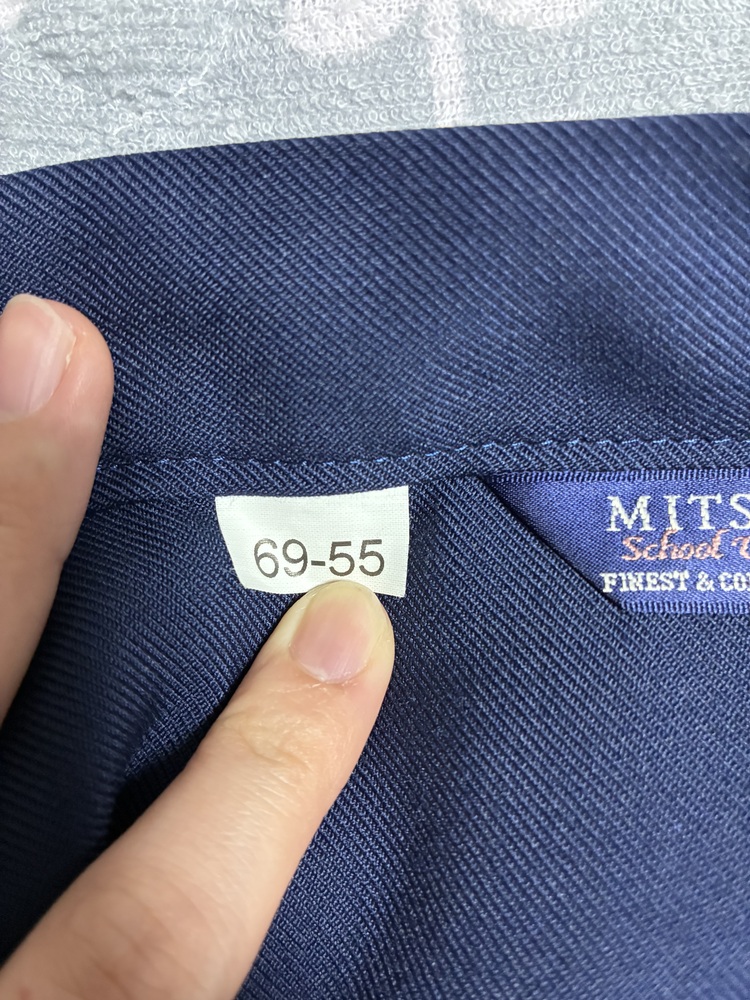 69-55
MITS
School
FINEST & CO